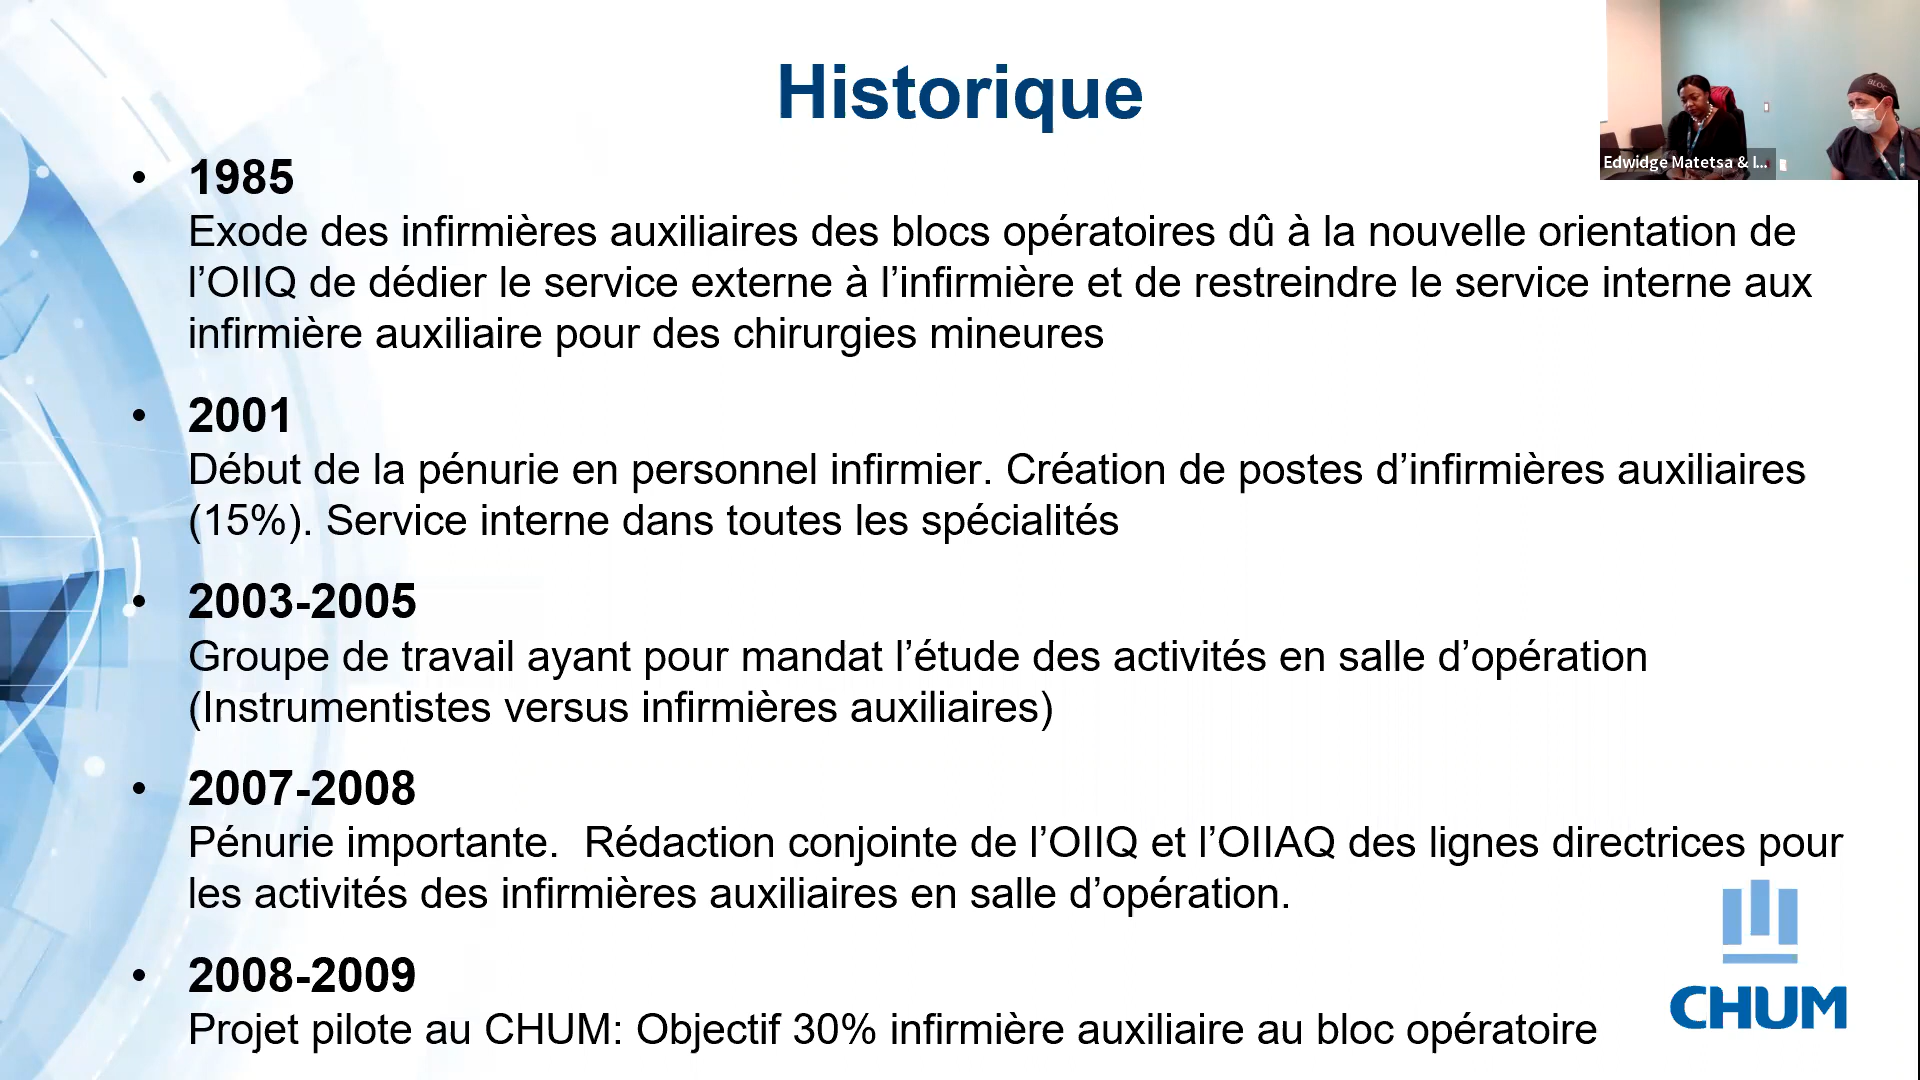 Historique
BLOC
Edwidge Matetsa & I...
• 1985
Exode des infirmières auxiliaires des blocs opératoires dû à la nouvelle orientation de
l’OIIQ de dédier le service externe à l’infirmière et de restreindre le service interne aux
infirmière auxiliaire pour des chirurgies mineures
• 2001
Début de la pénurie en personnel infirmier. Création de postes d’infirmières auxiliaires
(15%). Service interne dans toutes les spécialités
• 2003-2005
Groupe de travail ayant pour mandat l’étude des activités en salle d’opération
(Instrumentistes versus infirmières auxiliaires)
• 2007-2008
Pénurie importante.  Rédaction conjointe de l’OIIQ et l’OIIAQ des lignes directrices pour
les activités des infirmières auxiliaires en salle d’opération.
• 2008-2009
Projet pilote au CHUM: Objectif 30% infirmière auxiliaire au bloc opératoire
CHUM